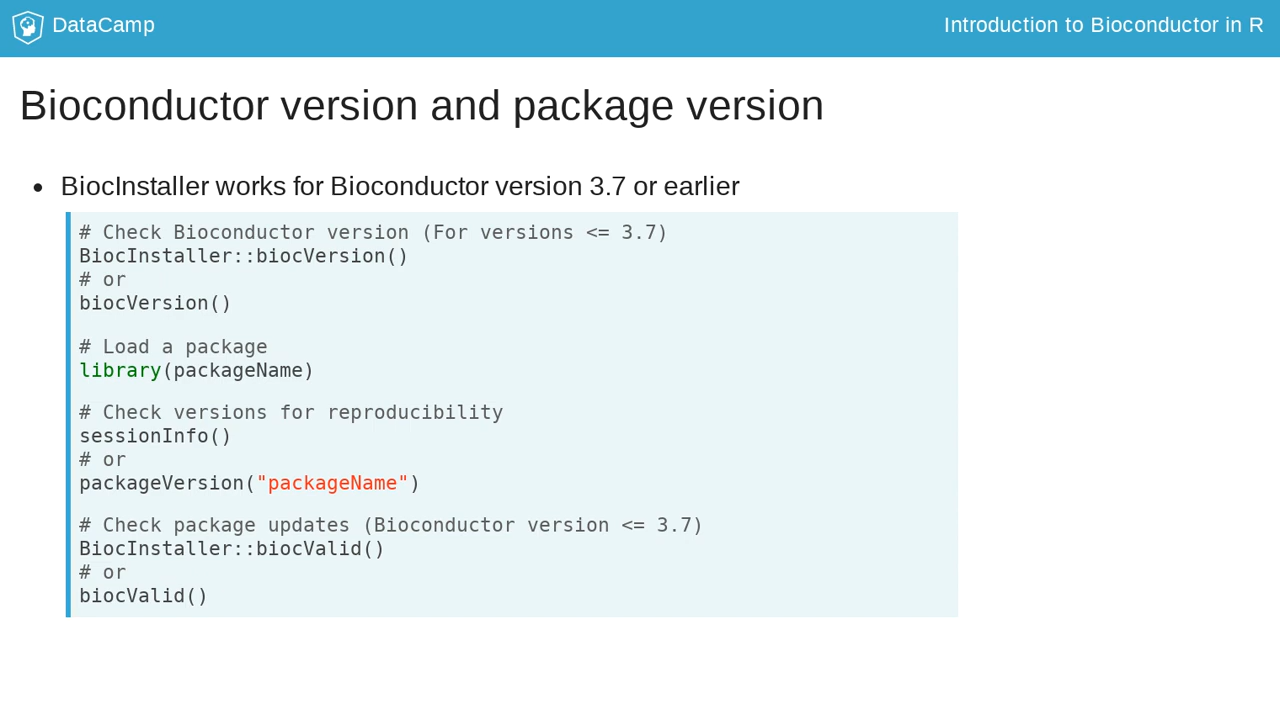 DataCamp
Introduction to Bioconductor in R
Bioconductor version and package version
• BiocInstaller works for Bioconductor version 3.7 or earlier
# Check Bioconductor version (For versions <= 3.7)
BiocInstaller::biocVersion()
# or
biocVersion()
# Load a package
library(packageName)
# Check versions for reproducibility
sessionInfo()
# or
packageVersion("packageName")
# Check package updates (Bioconductor version <= 3.7)
BiocInstaller::biocValid()
# or
biocValid()